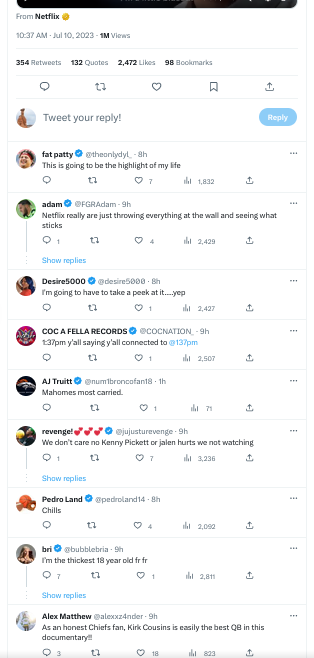 From Netflix
10:37 AM · Jul 10, 2023 · 1M Views
354 Retweets 132 Quotes 2,472 Likes 98 Bookmarks
Tweet your reply!
Reply
fat patty @theonlydyl_ · 8h
This is going to be the highlight of my life
7 1,832
adam @FGRAdam · 9h
Netflix really are just throwing everything at the wall and seeing what
sticks
1 4 2,429
Show replies
Desire5000 @desire5000 · 8h
I'm going to have to take a peek at it.....yep
1 2,427
COC A FELLA RECORDS @COCNATION_ · 9h
1:37pm y'all saying y'all connected to @137pm
1 2,507
AJ Truitt @num1broncofan18 · 1h
Mahomes most carried.
1 71
revenge!💕💕💕 @jujusturevenge · 9h
We don't care no Kenny Pickett or jalen hurts we not watching
1 7 3,236
Show replies
Pedro Land @pedroland14 · 8h
Chills
4 2,092
bri @bubblebria · 9h
I'm the thickest 18 year old fr fr
7 1 2,811
Show replies
Alex Matthew @alexxz4nder · 9h
As an honest Chiefs fan, Kirk Cousins is easily the best QB in this
documentary!!
3 18 823